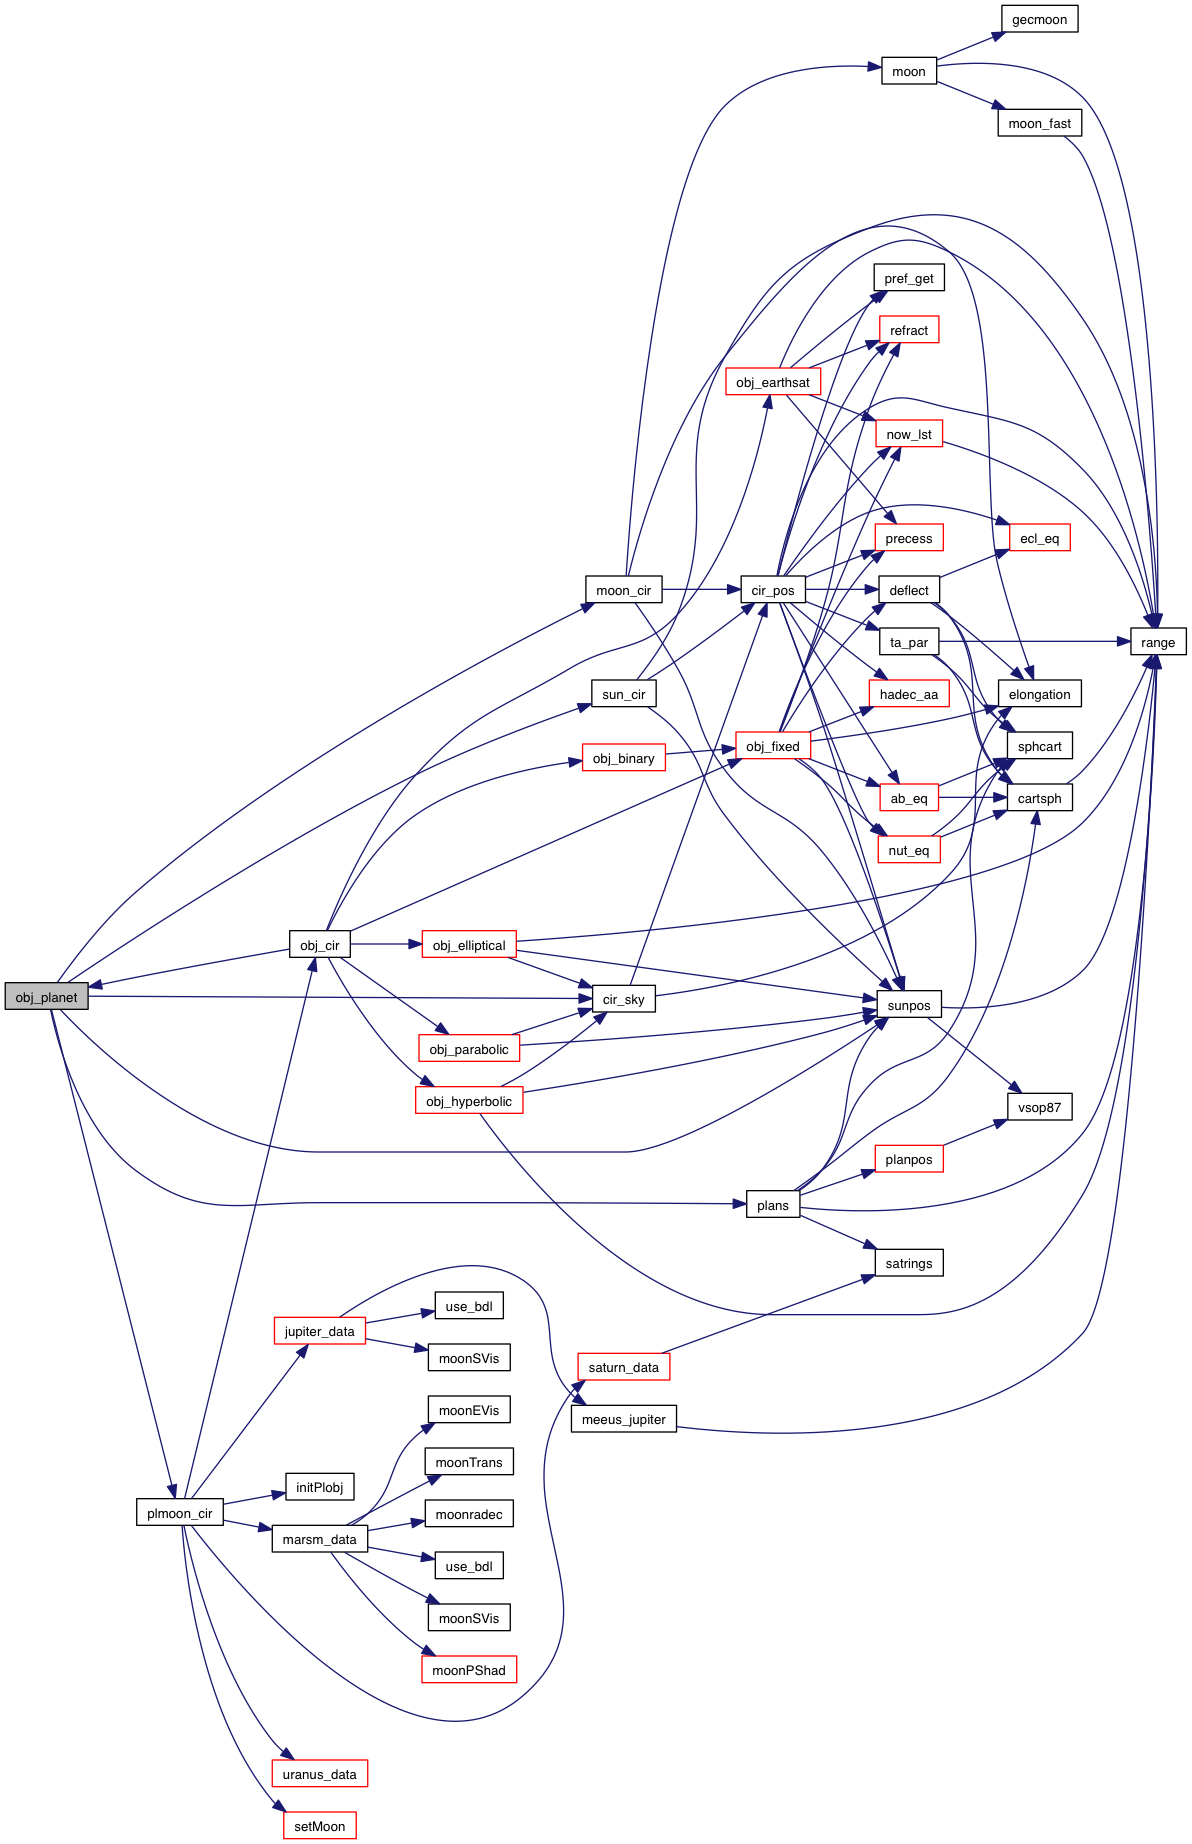 gecmoon
moon
moon_fast
pref_get
refract
obj_earthsat
now_lst
precess
ecl_eq
moon_cir
cir_pos
deflect
ta_par
range
sun_cir
hadec_aa
elongation
obj_binary
obj_fixed
sphcart
ab_eq
cartsph
nut_eq
obj_cir
obj_elliptical
obj_planet
cir_sky
sunpos
obj_parabolic
obj_hyperbolic
vsop87
planpos
plans
satrings
use_bdl
jupiter_data
moonSVis
saturn_data
moonEVis
meeus_jupiter
moonTrans
initPlobj
plmoon_cir
moonradec
marsm_data
use_bdl
moonSVis
moonPShad
uranus_data
setMoon